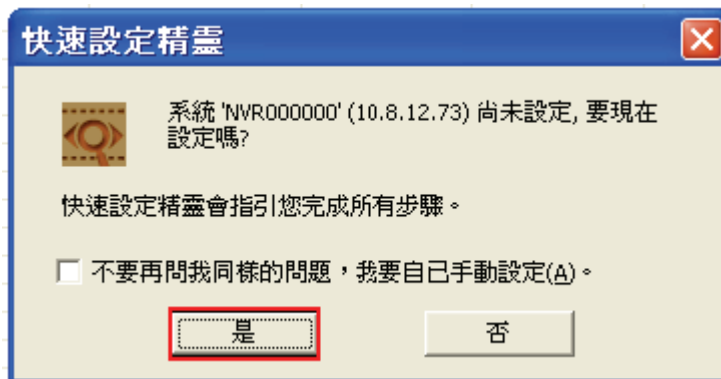 快速設定精靈
系統 'NVR000000' (10.8.12.73) 尚未設定, 要現在
設定嗎?
快速設定精靈會指引您完成所有步驟。
不要再問我同樣的問題，我要自已手動設定(A)。
是
否